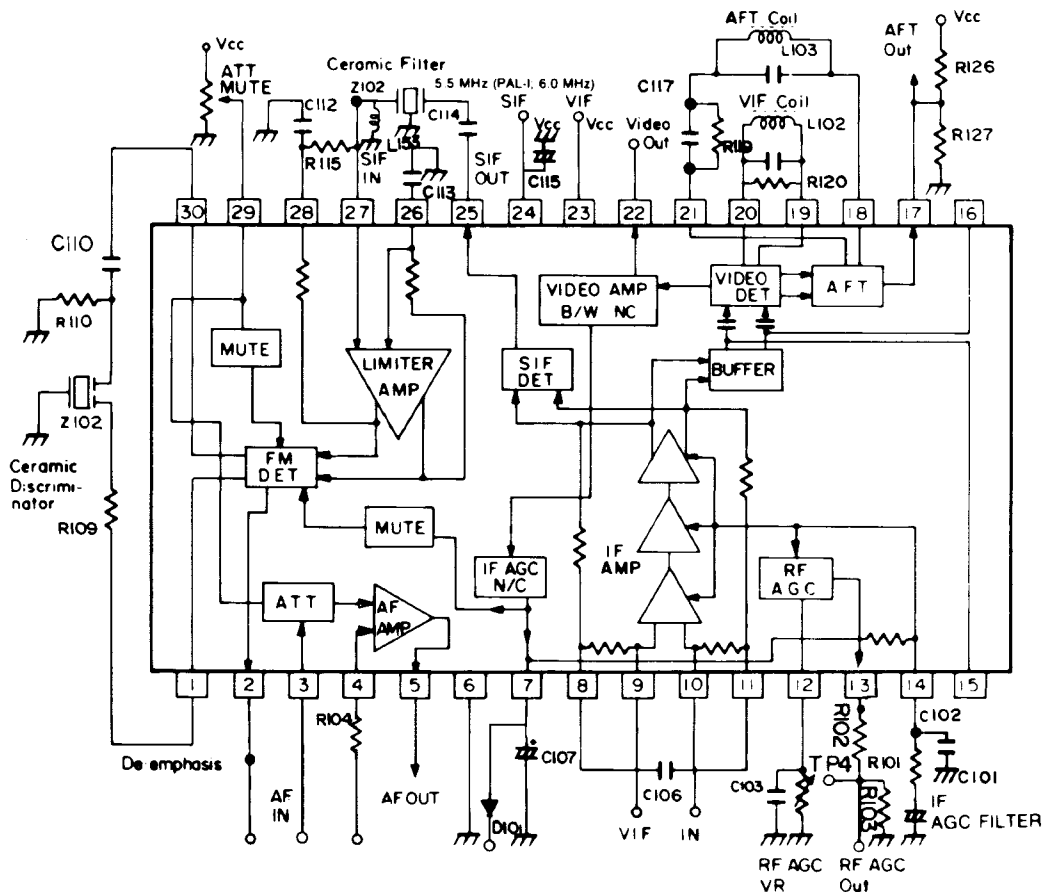 AFT Coil
L103
Vcc
AFT
Out
R126
R127
Vcc
ATT
MUTE
Ceramic Filter
Z102
5.5 MHz (PAL-I; 6.0 MHz)
C112
R115
SIF
IN
L153
C113
C114
SIF
OUT
SIF
Vcc
C115
VIF
Vcc
Video
Out
C117
R119
VIF Coil
L102
R120
30
29
28
27
26
25
24
23
22
21
20
19
18
17
16
C110
R110
Z102
Ceramic
Discrimi-
nator
R109
MUTE
LIMITER
AMP
FM
DET
MUTE
ATT
AF
AMP
SIF
DET
VIDEO AMP
B/W NC
VIDEO
DET
AFT
BUFFER
IF
AMP
IF AGC
N/C
RF
AGC
1
2
3
4
5
6
7
8
9
10
11
12
13
14
15
De-emphasis
AF
IN
R104
AF OUT
D101
C107
C106
VIF
IN
C103
RF AGC
VR
TP4
R102
R101
R103
RF AGC
Out
C102
C101
IF
AGC FILTER